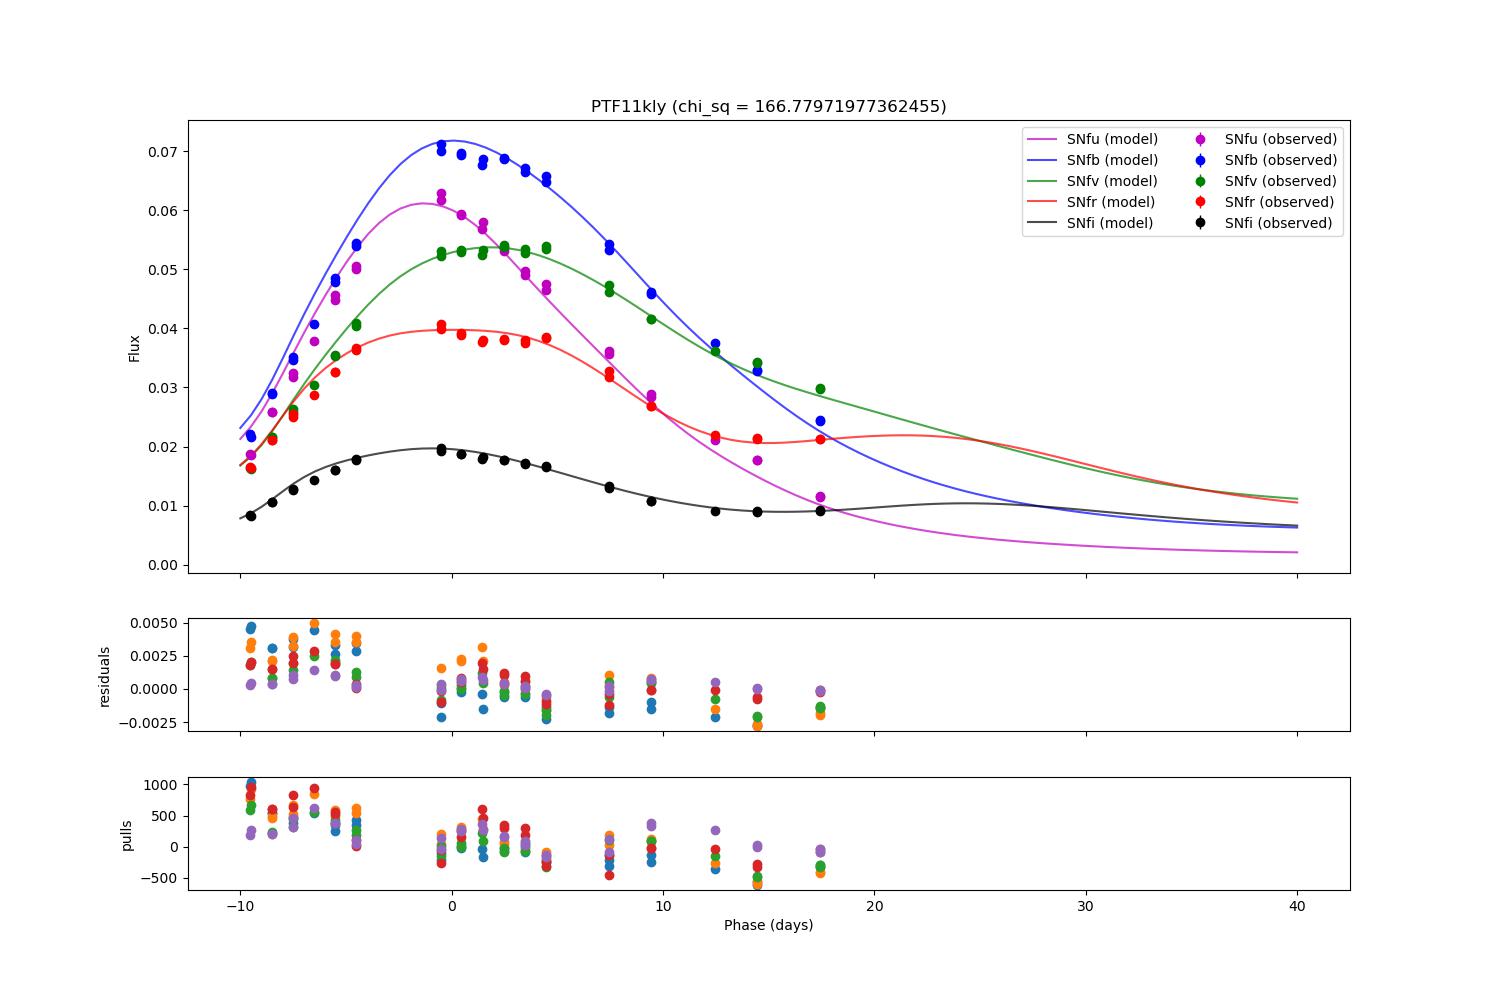 PTF11kly (chi_sq = 166.77971977362455)
0.07
0.06
0.05
0.04
0.03
0.02
0.01
0.00
Flux
SNfu (model)
SNfb (model)
SNfv (model)
SNfr (model)
SNfi (model)
SNfu (observed)
SNfb (observed)
SNfv (observed)
SNfr (observed)
SNfi (observed)
0.0050
0.0025
0.0000
−0.0025
residuals
1000
500
0
−500
pulls
−10 0 10 20 30 40
Phase (days)